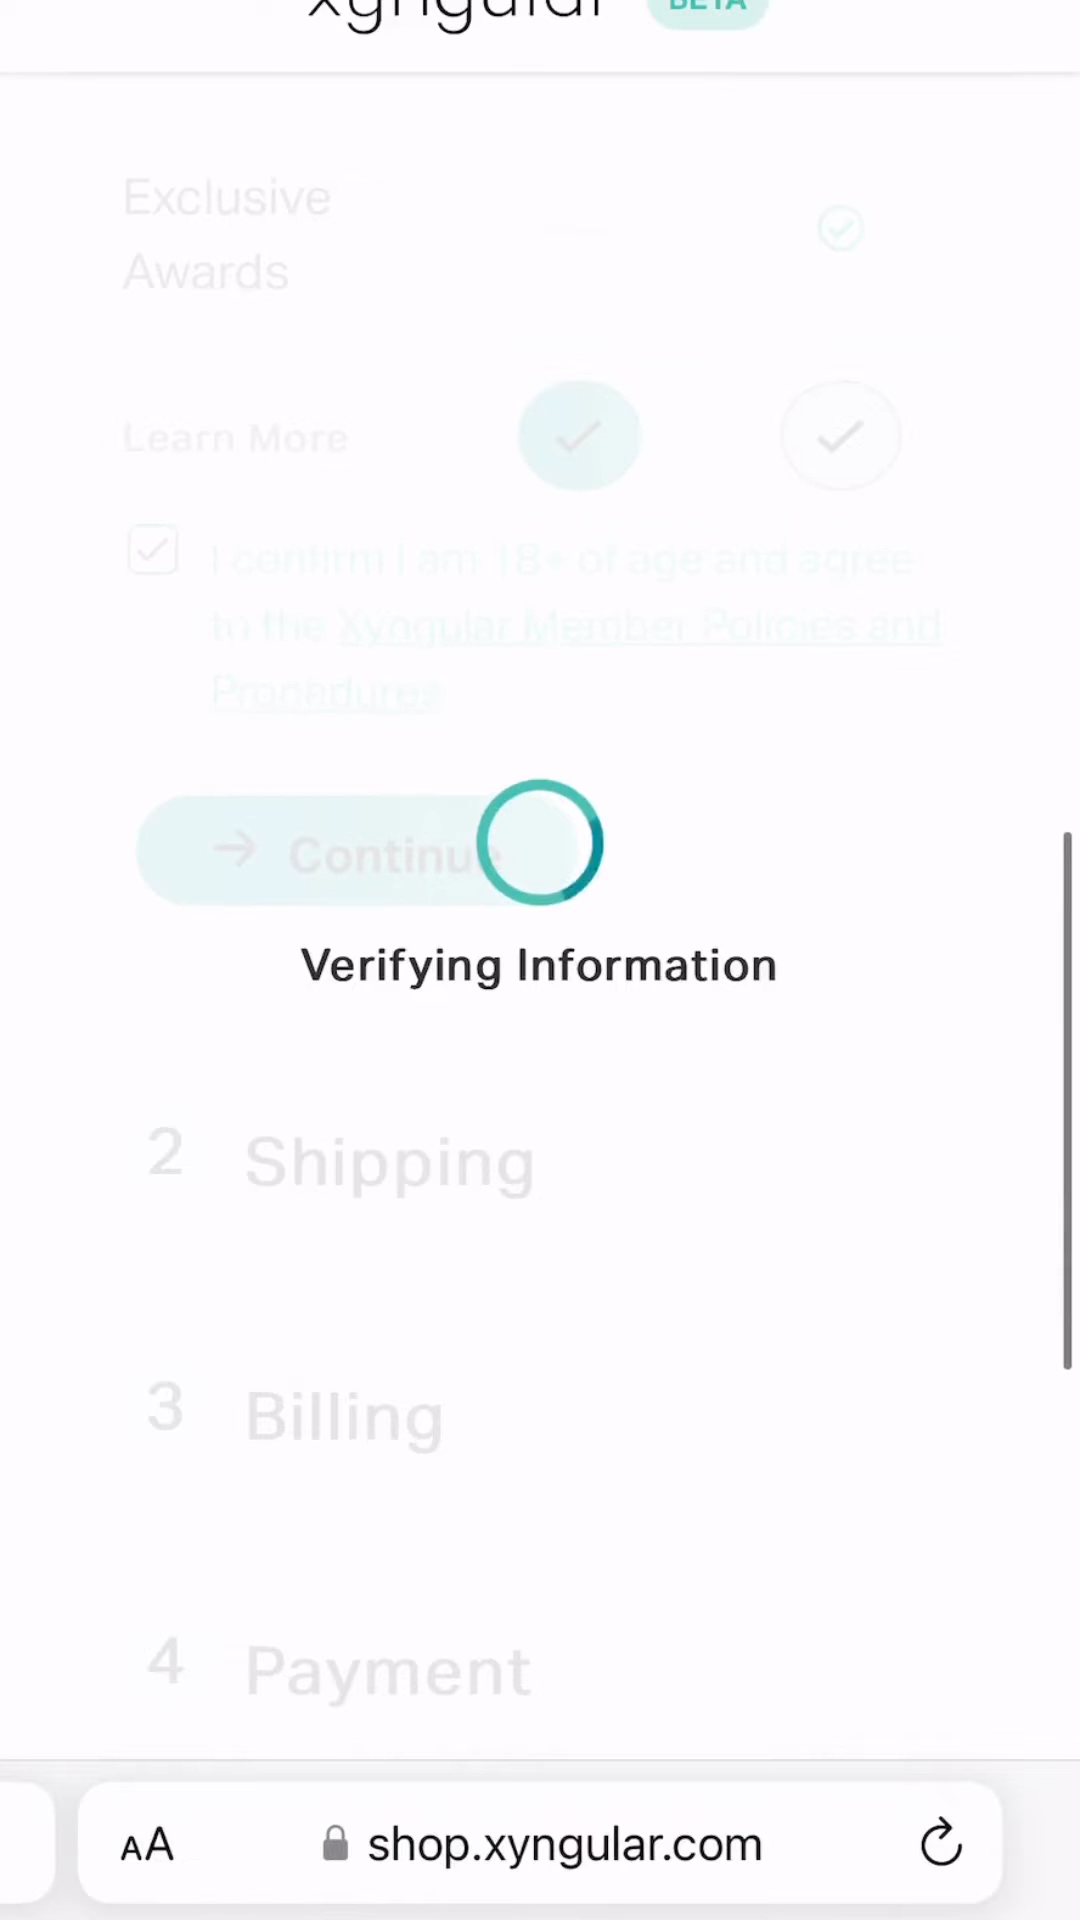 xyngular BETA
Exclusive
Awards
Learn More
I confirm I am 18+ of age and agree
to the Xyngular Member Policies and
Procedures
Continue
Verifying Information
2 Shipping
3 Billing
4 Payment
AA shop.xyngular.com